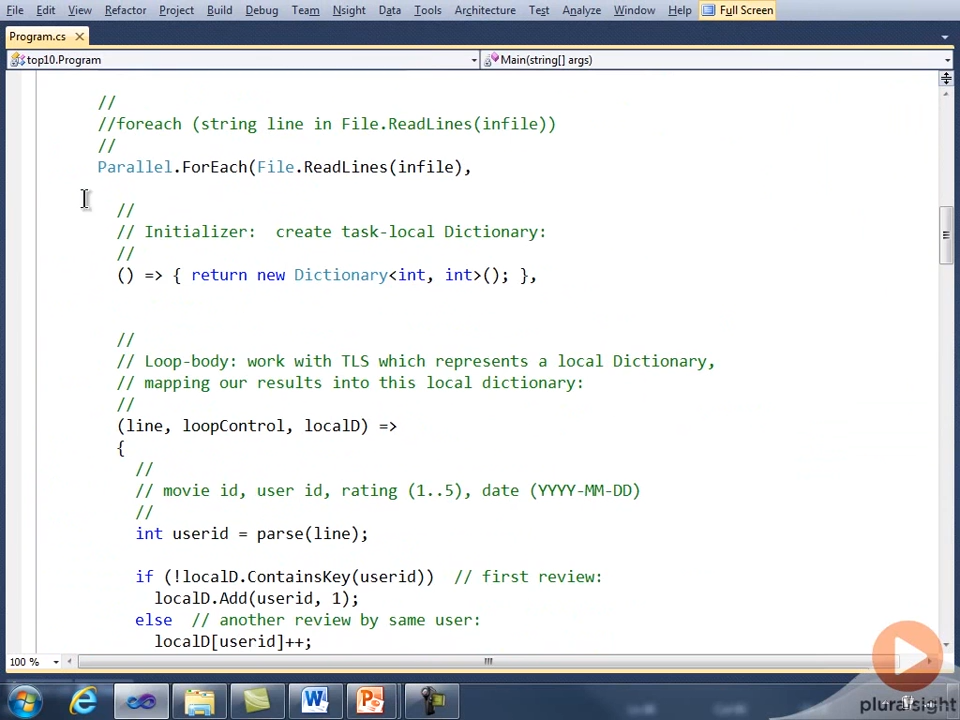 File Edit View Refactor Project Build Debug Team Nsight Data Tools Architecture Test Analyze Window Help Full Screen
Program.cs
top10.Program Main(string[] args)
//
//foreach (string line in File.ReadLines(infile))
//
Parallel.ForEach(File.ReadLines(infile),
//
// Initializer:  create task-local Dictionary:
//
() => { return new Dictionary<int, int>(); },
//
// Loop-body: work with TLS which represents a local Dictionary,
// mapping our results into this local dictionary:
//
(line, loopControl, localD) =>
{
//
// movie id, user id, rating (1..5), date (YYYY-MM-DD)
//
int userid = parse(line);
if (!localD.ContainsKey(userid))  // first review:
localD.Add(userid, 1);
else  // another review by same user:
localD[userid]++;
100 %
pluralsight